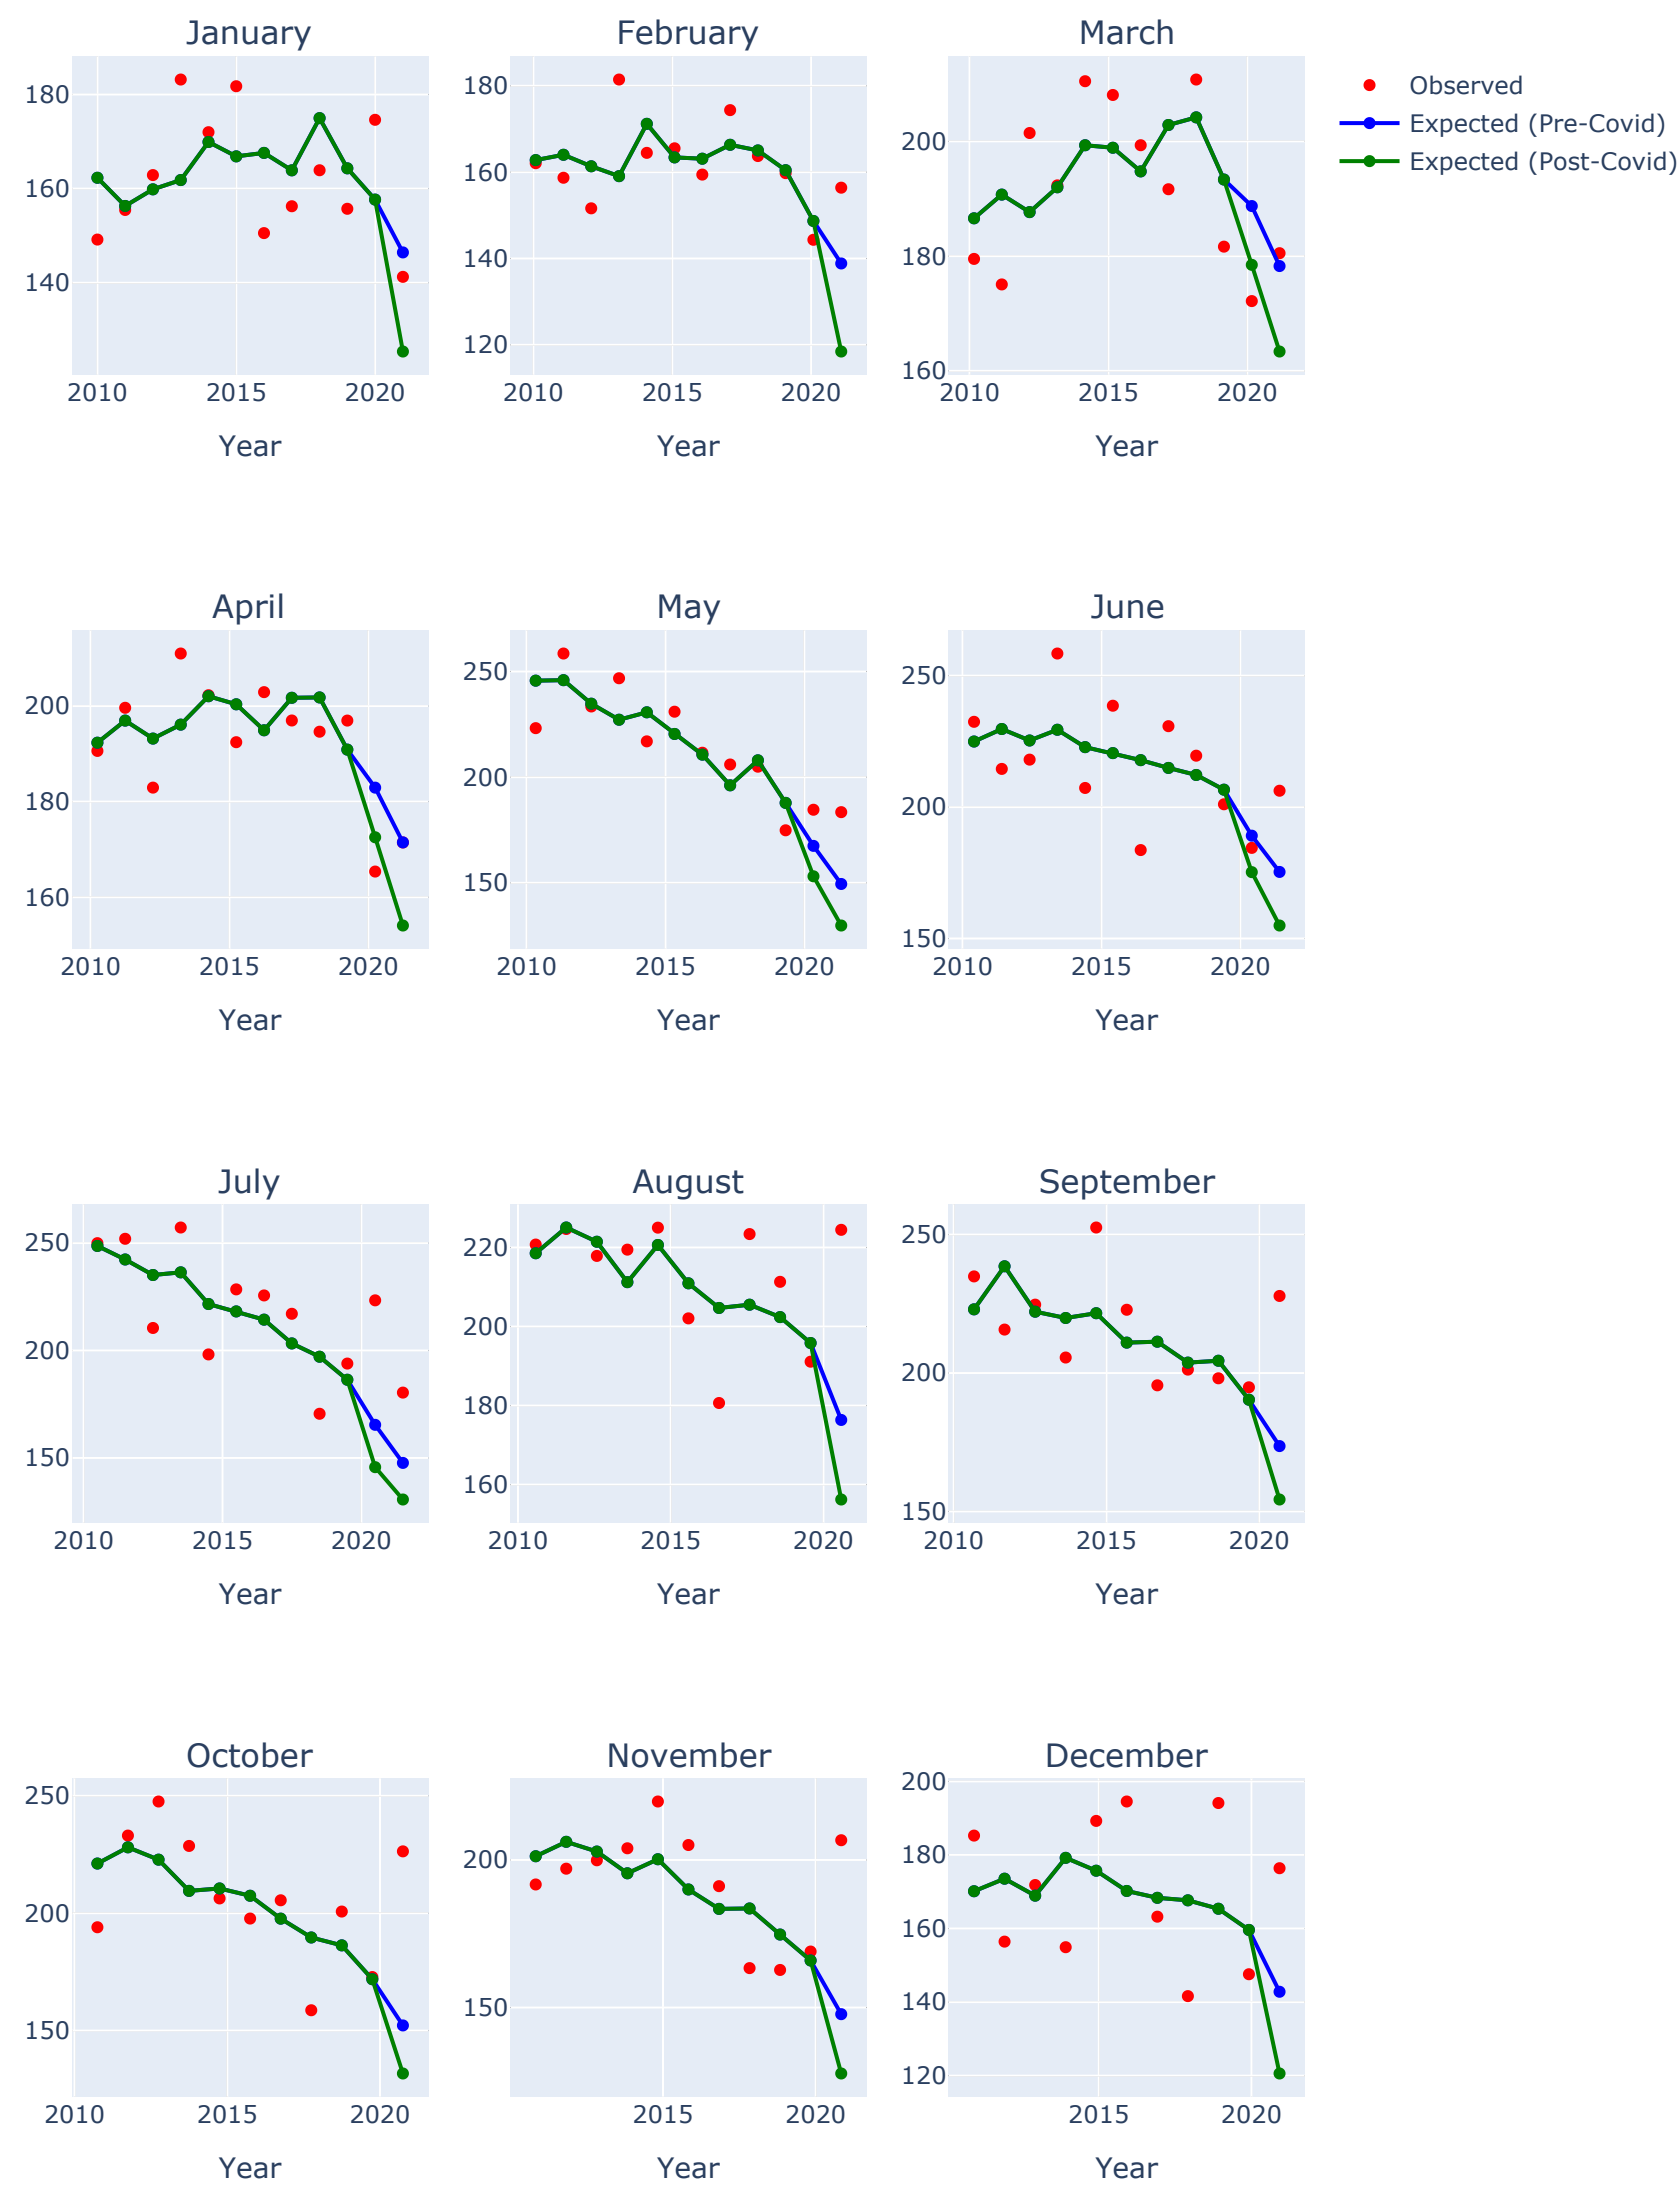 January
February
March
Observed
Expected (Pre-Covid)
Expected (Post-Covid)
180
160
140
2010
2015
2020
Year
180
160
140
120
2010
2015
2020
Year
200
180
160
2010
2015
2020
Year
April
May
June
200
180
160
2010
2015
2020
Year
250
200
150
2010
2015
2020
Year
250
200
150
2010
2015
2020
Year
July
August
September
250
200
150
2010
2015
2020
Year
220
200
180
160
2010
2015
2020
Year
250
200
150
2010
2015
2020
Year
October
November
December
250
200
150
2010
2015
2020
Year
200
150
2015
2020
Year
200
180
160
140
120
2015
2020
Year